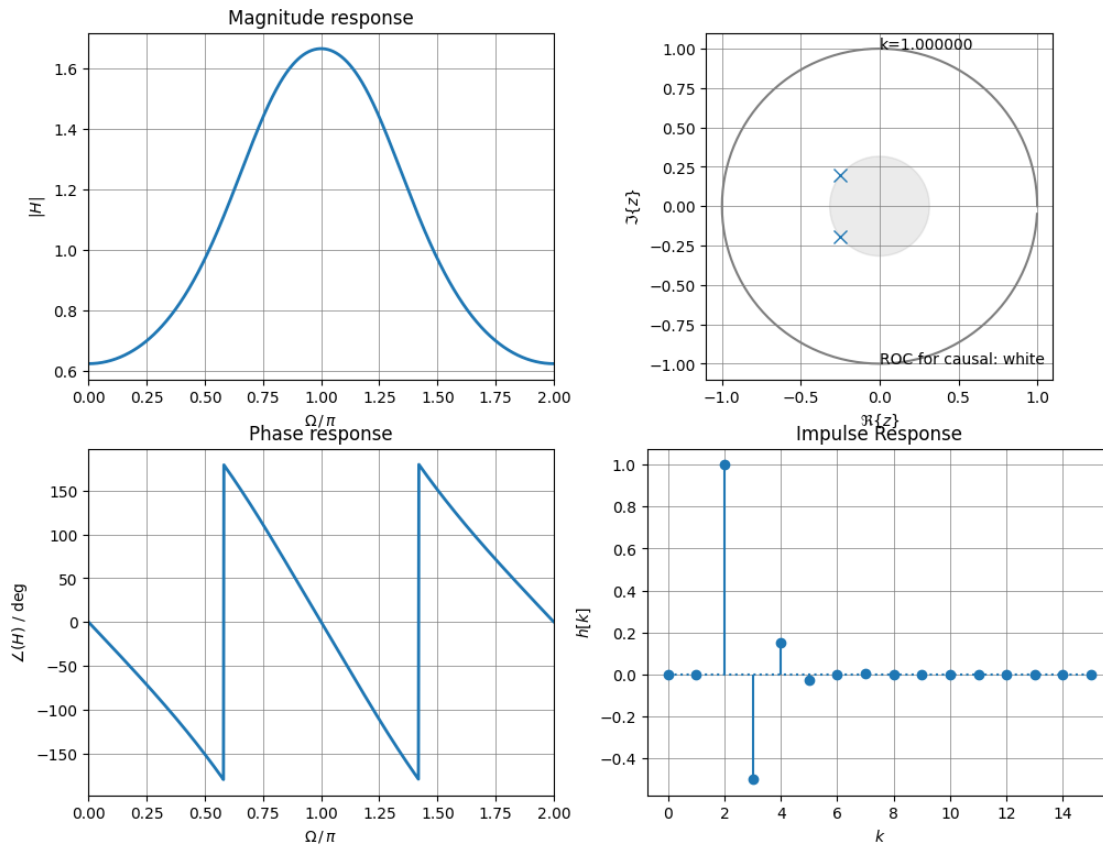 Magnitude response
|H|
1.6
1.4
1.2
1.0
0.8
0.6
0.00 0.25 0.50 0.75 1.00 1.25 1.50 1.75 2.00
Ω/π
k=1.000000
ℑ{z}
1.00
0.75
0.50
0.25
0.00
−0.25
−0.50
−0.75
−1.00
ROC for causal: white
−1.0 −0.5 0.0 0.5 1.0
ℜ{z}
Phase response
∠(H) / deg
150
100
50
0
−50
−100
−150
0.00 0.25 0.50 0.75 1.00 1.25 1.50 1.75 2.00
Ω/π
Impulse Response
h[k]
1.0
0.8
0.6
0.4
0.2
0.0
−0.2
−0.4
0 2 4 6 8 10 12 14
k